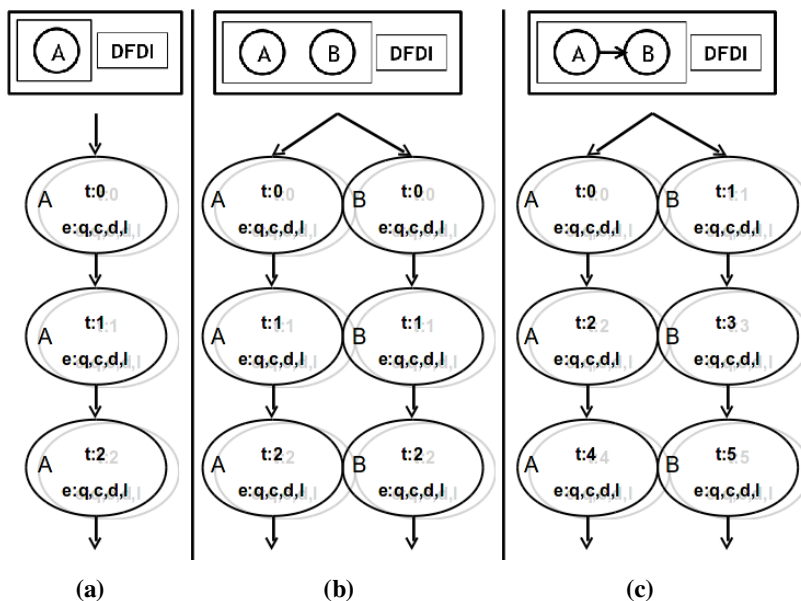 A DFDI A B DFDI A B DFDI
A t:0 A t:0 B t:0 A t:0 B t:1
e:q,c,d,l e:q,c,d,l e:q,c,d,l e:q,c,d,l e:q,c,d,l
A t:1 A t:1 B t:1 A t:2 B t:3
e:q,c,d,l e:q,c,d,l e:q,c,d,l e:q,c,d,l e:q,c,d,l
A t:2 A t:2 B t:2 A t:4 B t:5
e:q,c,d,l e:q,c,d,l e:q,c,d,l e:q,c,d,l e:q,c,d,l
(a) (b) (c)